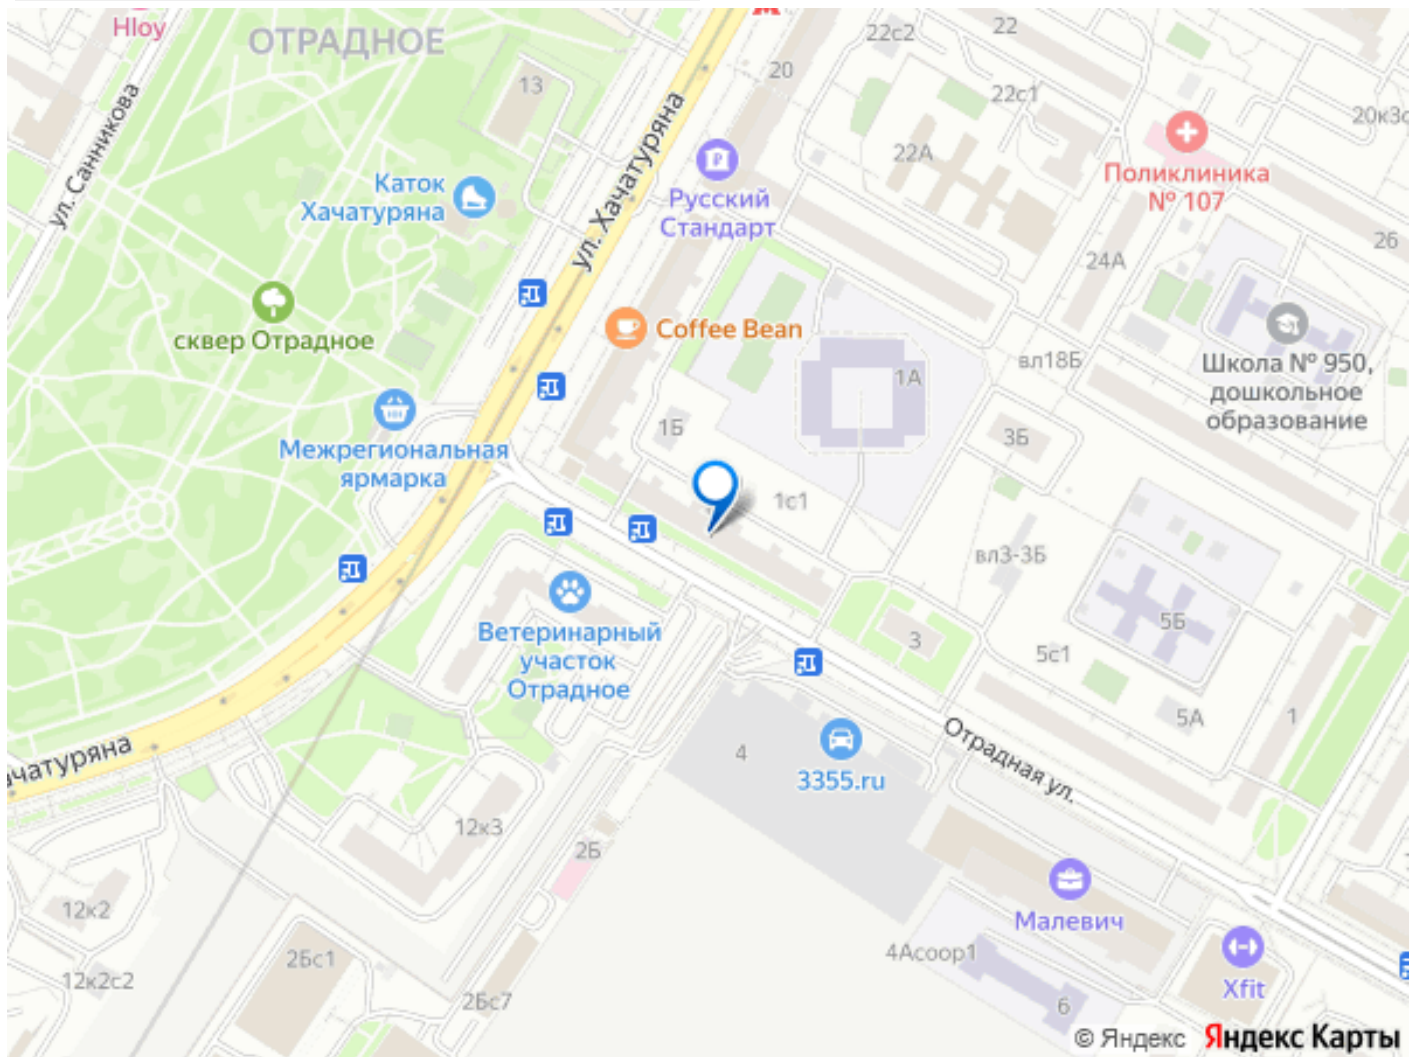 Hloy
ОТРАДНОЕ
13
20
22с2
22
22с1
22А
20к3с
ул. Санникова
ул. Хачатуряна
Каток
Хачатуряна
Русский
Стандарт
Поликлиника
№ 107
24А
26
сквер Отрадное
Coffee Bean
1А
вл18Б
Школа № 950,
дошкольное
образование
Межрегиональная
ярмарка
1Б
3Б
1с1
вл3-3Б
Ветеринарный
участок
Отрадное
3
5Б
5с1
5А
1
Отрадная ул.
чатуряна
4
3355.ru
12к3
2Б
12к2
12к2с2
2Бс1
2Бс7
Малевич
4Асоор1
6
Xfit
© Яндекс Яндекс Карты